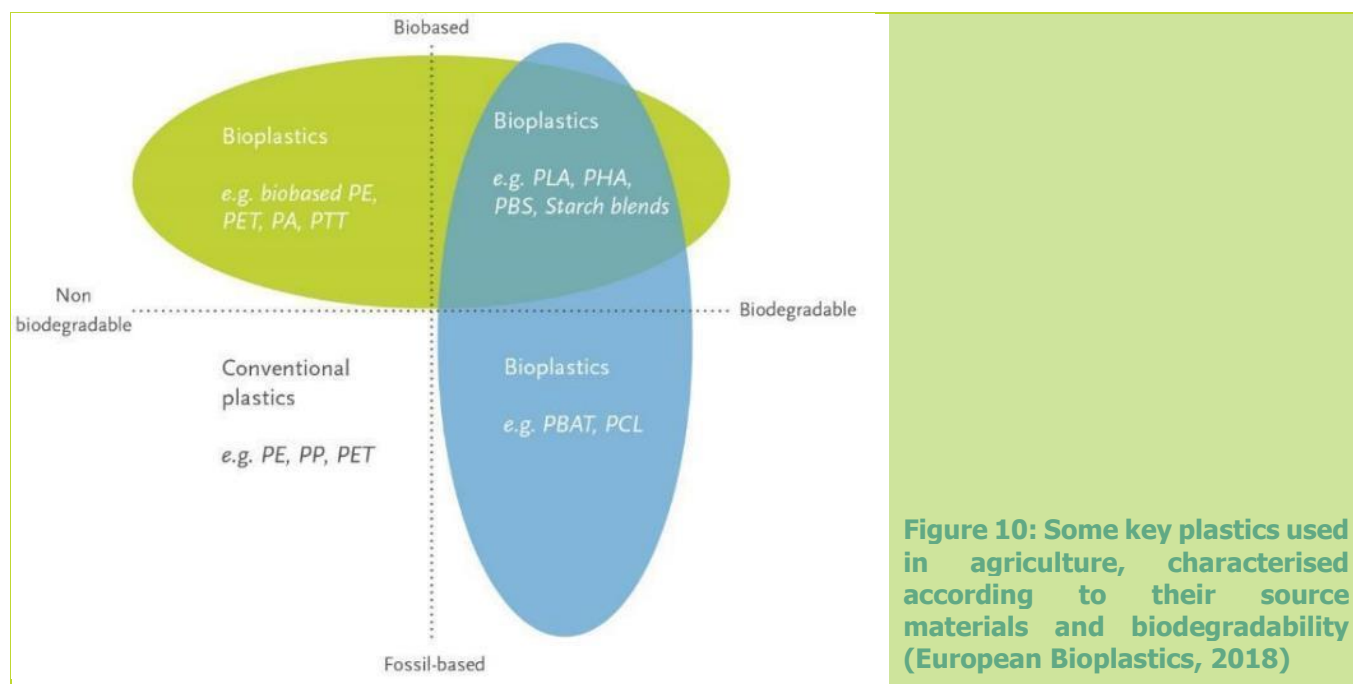 Biobased
Bioplastics
e.g. biobased PE,
PET, PA, PTT
Bioplastics
e.g. PLA, PHA,
PBS, Starch blends
Non
biodegradable
Biodegradable
Conventional
plastics
e.g. PE, PP, PET
Bioplastics
e.g. PBAT, PCL
Fossil-based
Figure 10: Some key plastics used
in agriculture, characterised
according to their source
materials and biodegradability
(European Bioplastics, 2018)